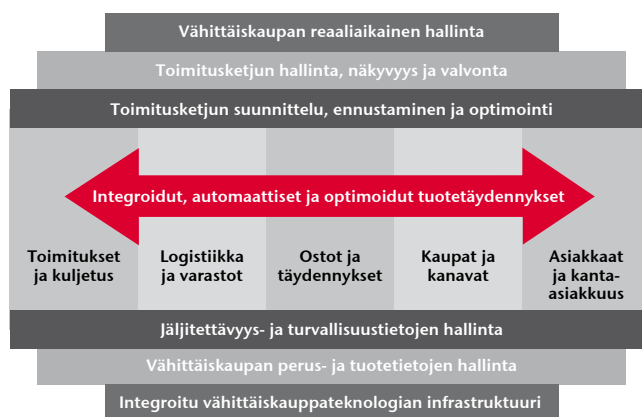 Vähittäiskaupan reaaliaikainen hallinta
Toimitusketjun hallinta, näkyvyys ja valvonta
Toimitusketjun suunnittelu, ennustaminen ja optimointi
Integroidut, automaattiset ja optimoidut tuotetäydennykset
Toimitukset
ja kuljetus
Logistiikka
ja varastot
Ostot ja
täydennykset
Kaupat ja
kanavat
Asiakkaat
ja kanta-
asiakkuus
Jäljitettävyys- ja turvallisuustietojen hallinta
Vähittäiskaupan perus- ja tuotetietojen hallinta
Integroitu vähittäiskauppateknologian infrastruktuuri